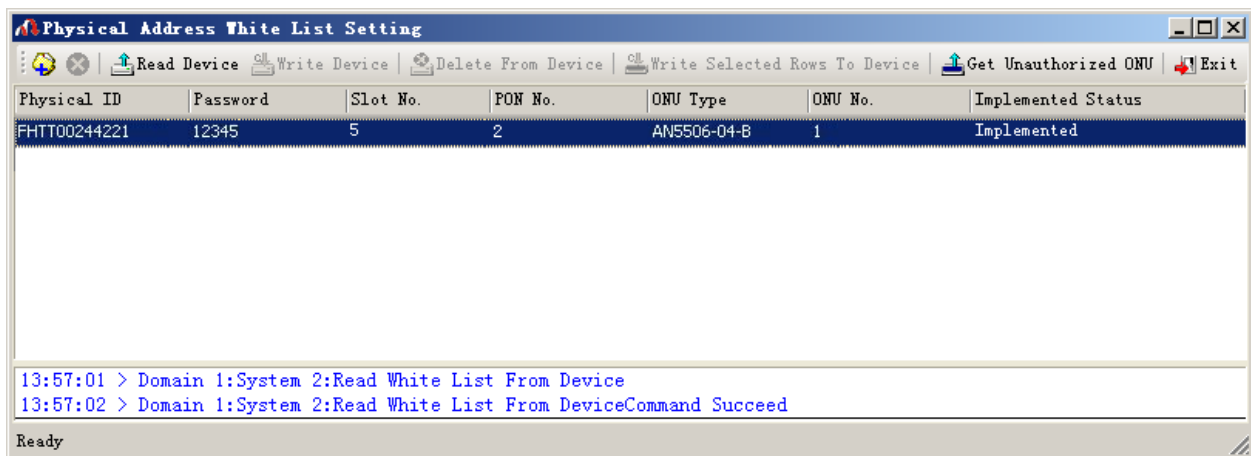 Physical Address White List Setting
Read Device Write Device Delete From Device Write Selected Rows To Device Get Unauthorized ONU Exit
Physical ID Password Slot No. PON No. ONU Type ONU No. Implemented Status
FHTT00244221 12345 5 2 AN5506-04-B 1 Implemented
13:57:01 > Domain 1:System 2:Read White List From Device
13:57:02 > Domain 1:System 2:Read White List From DeviceCommand Succeed
Ready